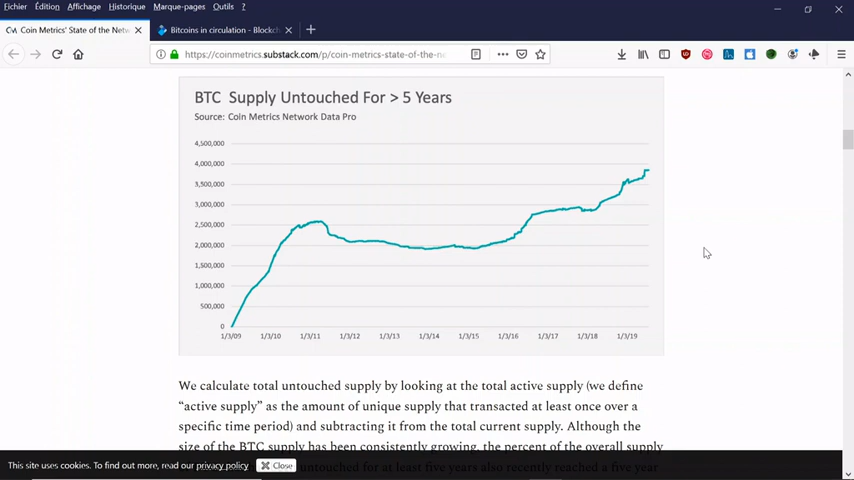 Fichier Édition Affichage Historique Marque-pages Outils ?
Coin Metrics' State of the Netw
Bitcoins in circulation - Blockch
https://coinmetrics.substack.com/p/coin-metrics-state-of-the-ne
BTC Supply Untouched For > 5 Years
Source: Coin Metrics Network Data Pro
4,500,000
4,000,000
3,500,000
3,000,000
2,500,000
2,000,000
1,500,000
1,000,000
500,000
0
1/3/09 1/3/10 1/3/11 1/3/12 1/3/13 1/3/14 1/3/15 1/3/16 1/3/17 1/3/18 1/3/19
We calculate total untouched supply by looking at the total active supply (we define
“active supply” as the amount of unique supply that transacted at least once over a
specific time period) and subtracting it from the total current supply. Although the
size of the BTC supply has been consistently growing, the percent of the overall supply
untouched for at least five years also recently reached a five year
This site uses cookies. To find out more, read our privacy policy
Close